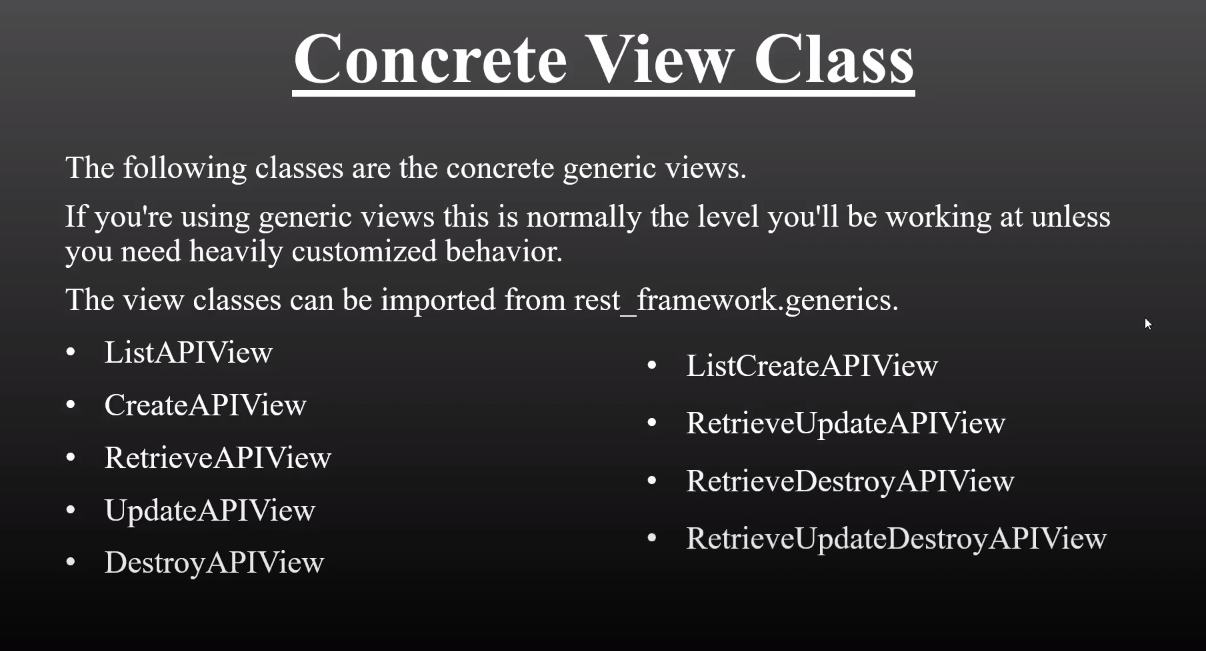 Concrete View Class
The following classes are the concrete generic views.
If you're using generic views this is normally the level you'll be working at unless
you need heavily customized behavior.
The view classes can be imported from rest_framework.generics.
• ListAPIView
• CreateAPIView
• RetrieveAPIView
• UpdateAPIView
• DestroyAPIView
• ListCreateAPIView
• RetrieveUpdateAPIView
• RetrieveDestroyAPIView
• RetrieveUpdateDestroyAPIView